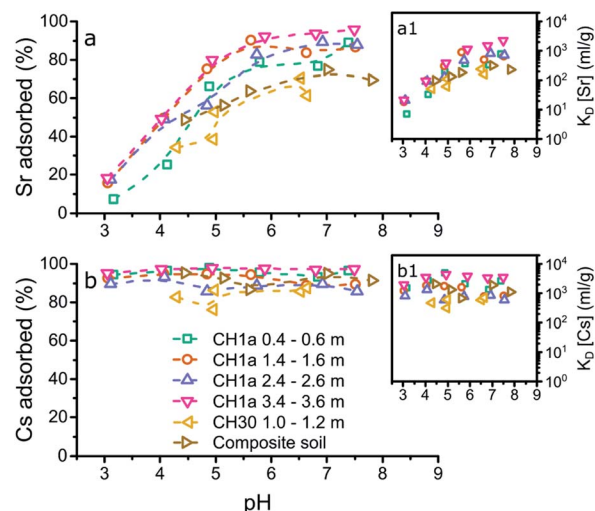 a
Sr adsorbed (%)
100
80
60
40
20
0
3 4 5 6 7 8 9
a1
K_D [Sr] (ml/g)
10⁴
10³
10²
10¹
10⁰
3 4 5 6 7 8 9
b
Cs adsorbed (%)
100
80
60
40
20
0
CH1a 0.4 - 0.6 m
CH1a 1.4 - 1.6 m
CH1a 2.4 - 2.6 m
CH1a 3.4 - 3.6 m
CH30 1.0 - 1.2 m
Composite soil
3 4 5 6 7 8 9
pH
b1
K_D [Cs] (ml/g)
10⁴
10³
10²
10¹
10⁰
3 4 5 6 7 8 9